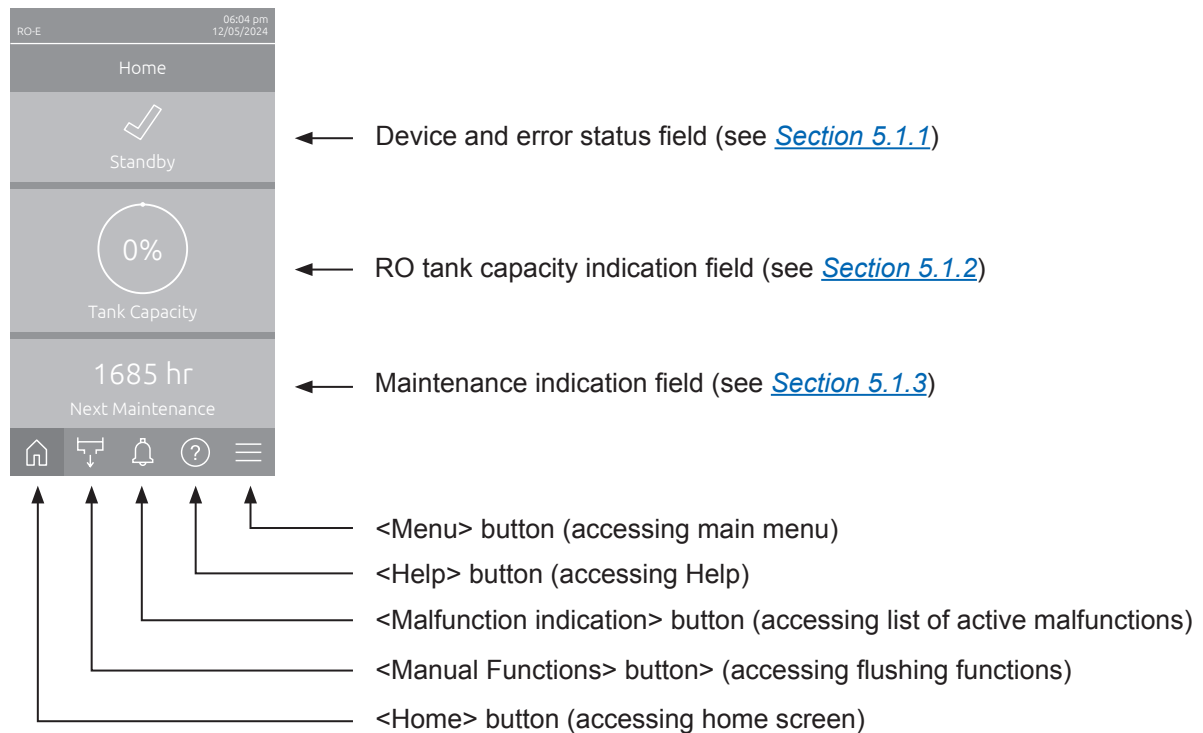 06:04 pm
RO-E 12/05/2024
Home
Standby
Device and error status field (see Section 5.1.1)
0%
Tank Capacity
RO tank capacity indication field (see Section 5.1.2)
1685 hr
Next Maintenance
Maintenance indication field (see Section 5.1.3)
?
<Menu> button (accessing main menu)
<Help> button (accessing Help)
<Malfunction indication> button (accessing list of active malfunctions)
<Manual Functions> button> (accessing flushing functions)
<Home> button (accessing home screen)